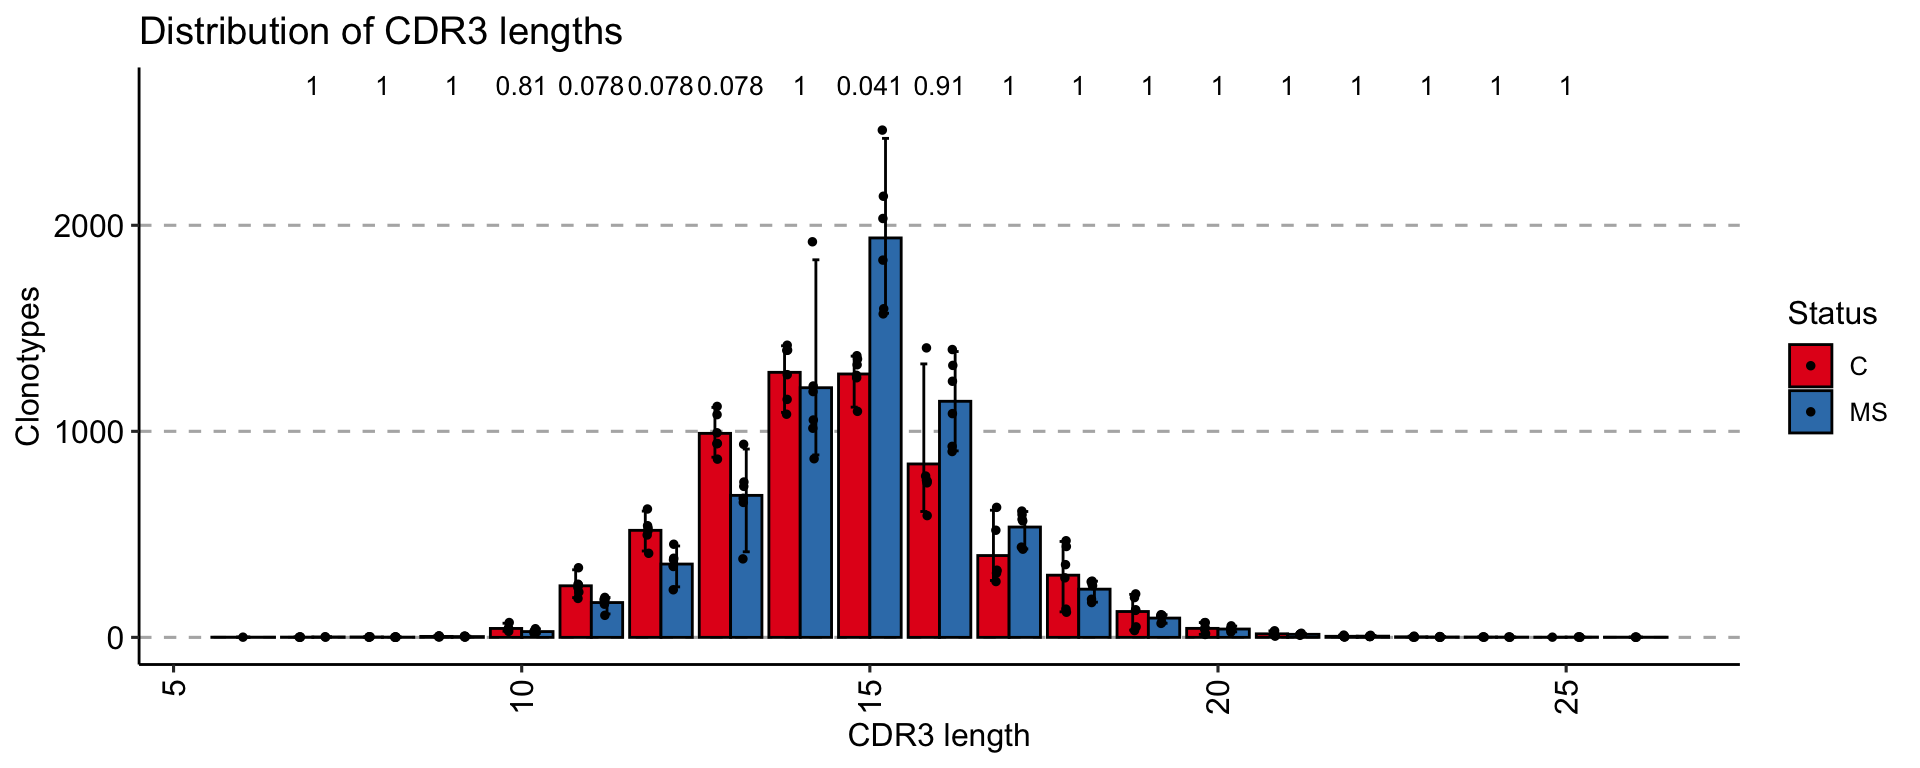 Distribution of CDR3 lengths
1 1 1 0.81 0.078 0.078 0.078 1 0.041 0.91 1 1 1 1 1 1 1 1 1
2000
1000
0
Clonotypes
5 10 15 20 25
CDR3 length
Status
C
MS